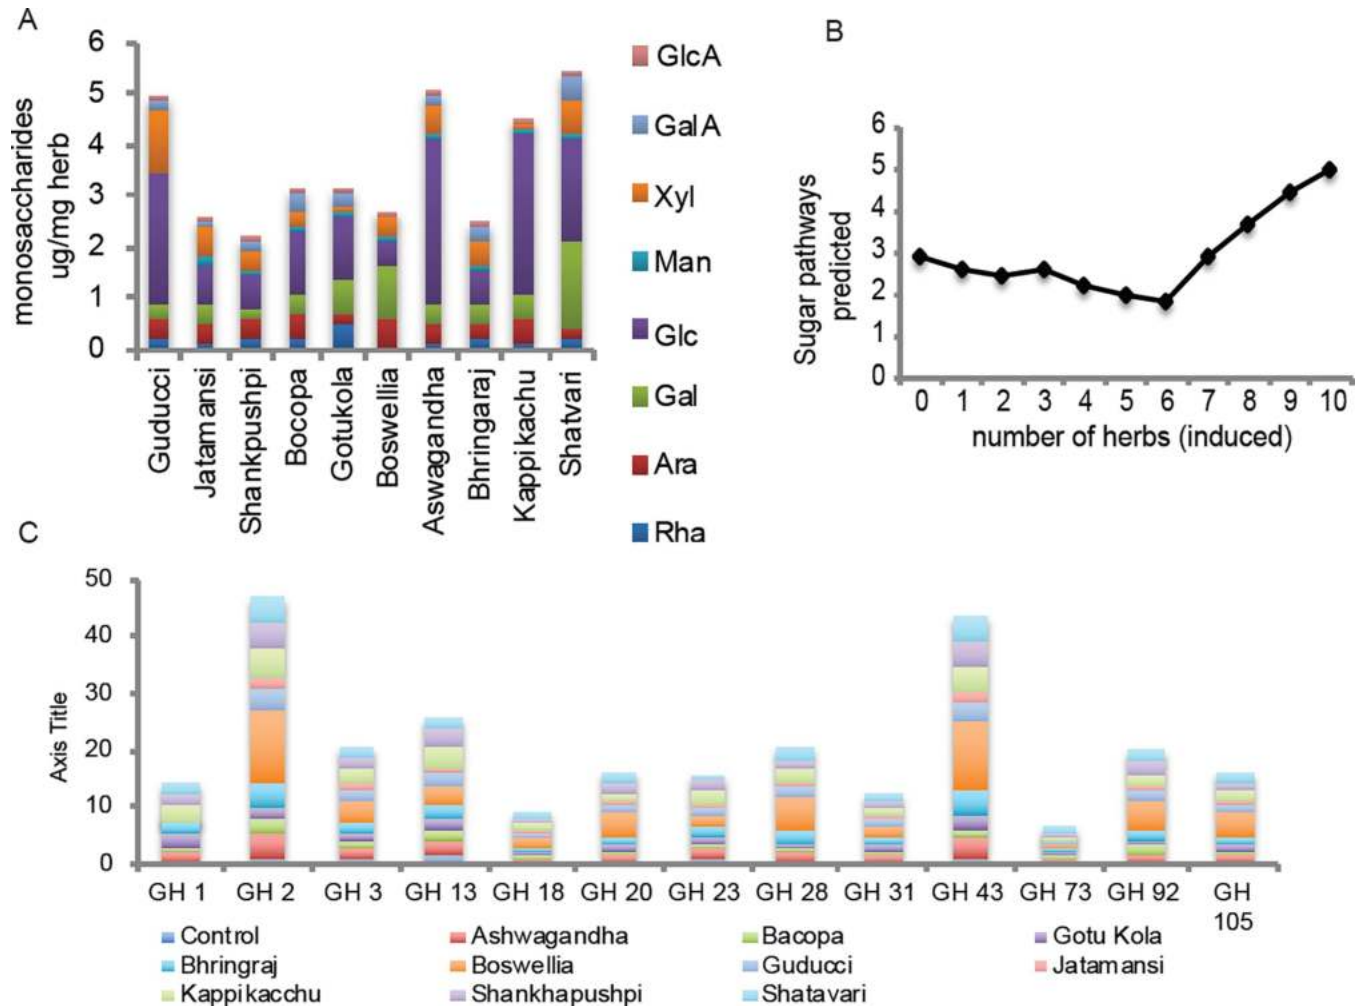 A
monosaccharides
ug/mg herb
6
5
4
3
2
1
0
Guducci
Jatamansi
Shankpushpi
Bocopa
Gotukola
Boswellia
Aswagandha
Bhringaraj
Kappikachu
Shatvari
GlcA
GalA
Xyl
Man
Glc
Gal
Ara
Rha
B
Sugar pathways
predicted
6
5
4
3
2
1
0
0 1 2 3 4 5 6 7 8 9 10
number of herbs (induced)
C
Axis Title
50
40
30
20
10
0
GH 1 GH 2 GH 3 GH 13 GH 18 GH 20 GH 23 GH 28 GH 31 GH 43 GH 73 GH 92 GH
105
Control Ashwagandha Bacopa Gotu Kola
Bhringraj Boswellia Guducci Jatamansi
Kappikacchu Shankhapushpi Shatavari